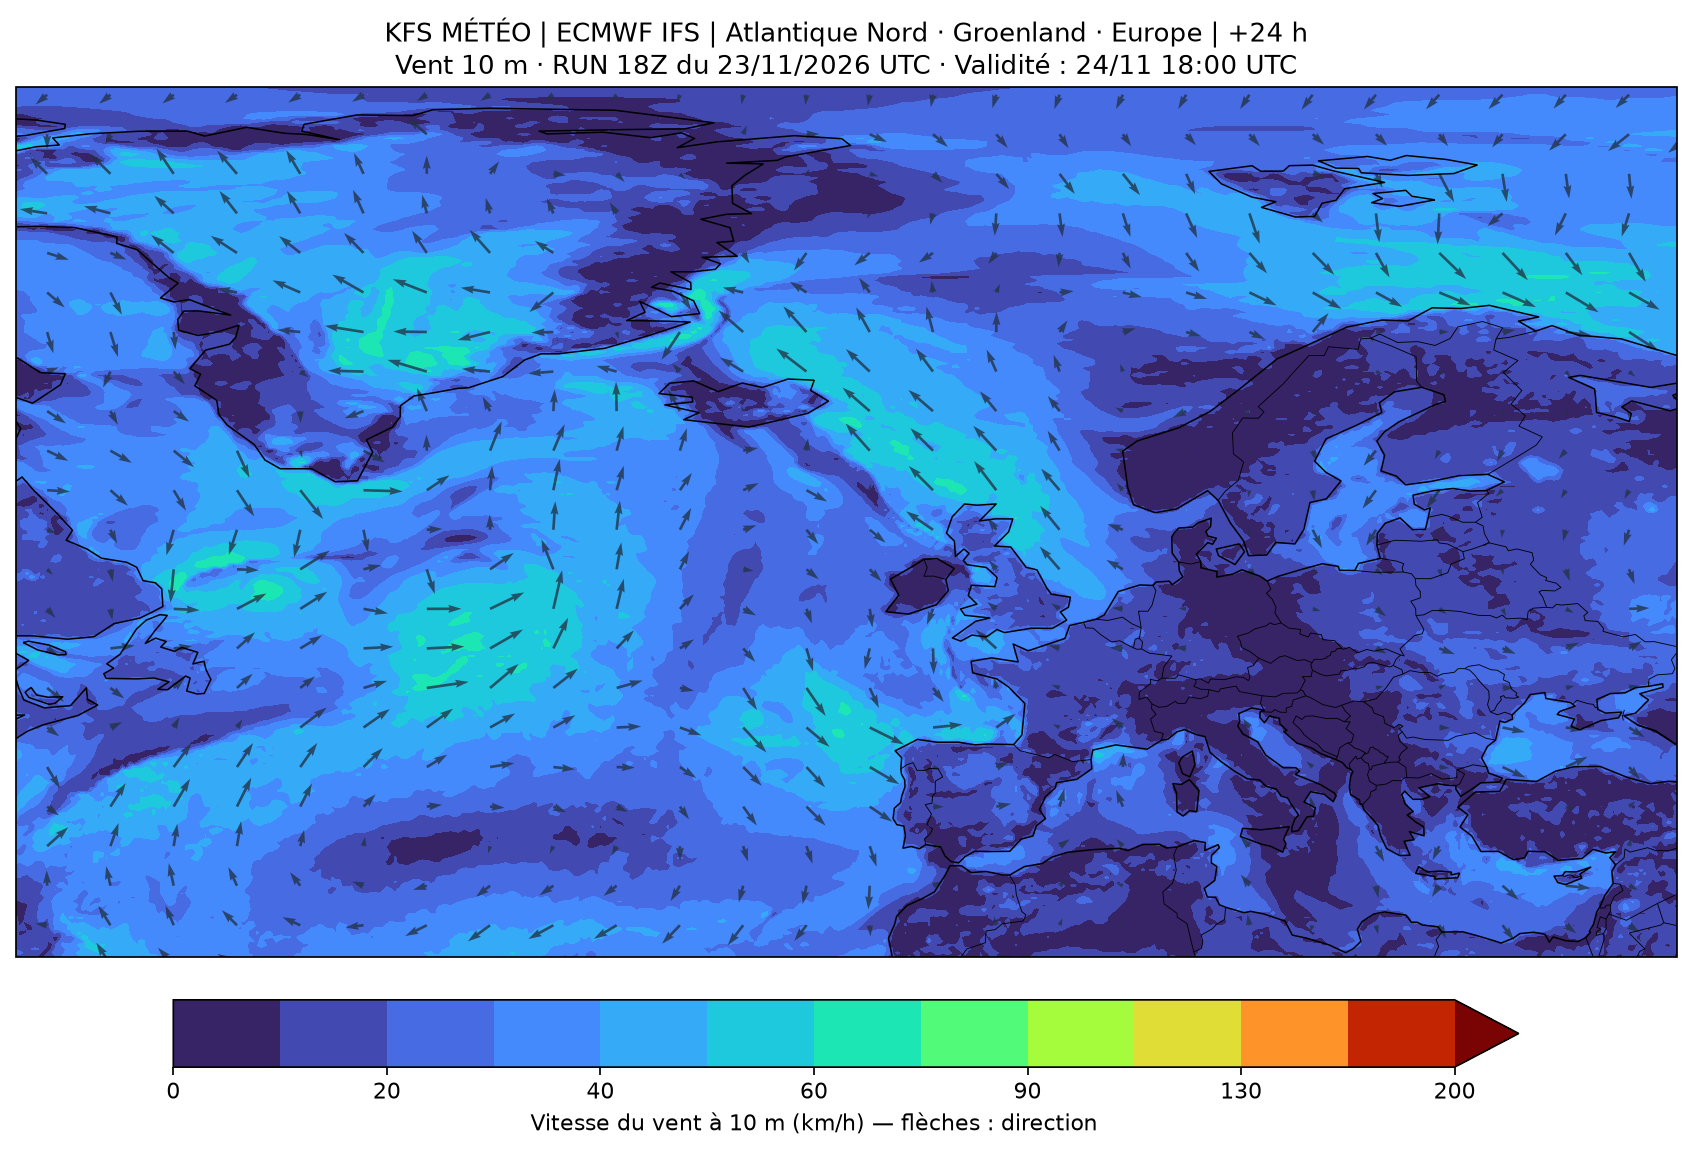 KFS MÉTÉO | ECMWF IFS | Atlantique Nord · Groenland · Europe | +24 h
Vent 10 m · RUN 18Z du 23/11/2026 UTC · Validité : 24/11 18:00 UTC
0 20 40 60 90 130 200
Vitesse du vent à 10 m (km/h) — flèches : direction